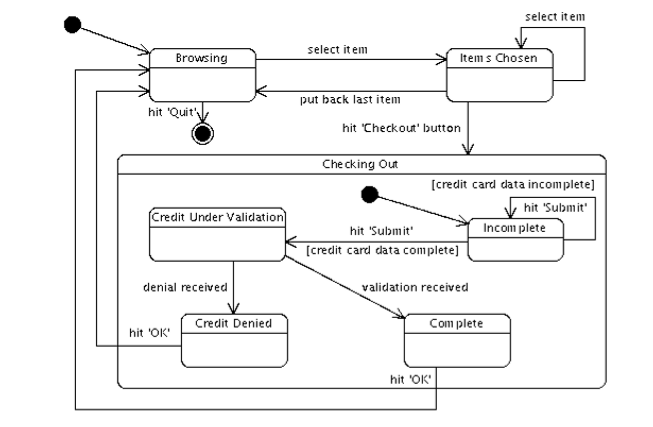 select item
Browsing
select item
Items Chosen
put back last item
hit 'Quit'
hit 'Checkout' button
Checking Out
[credit card data incomplete]
hit 'Submit'
Credit Under Validation
hit 'Submit'
Incomplete
[credit card data complete]
denial received
validation received
Credit Denied
Complete
hit 'OK'
hit 'OK'